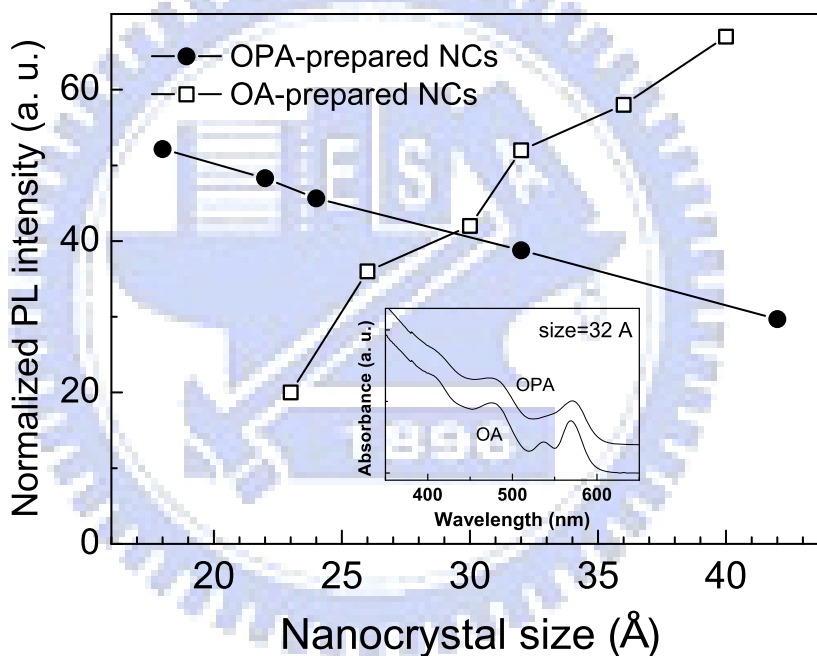 OPA-prepared NCs
OA-prepared NCs
Normalized PL intensity (a. u.)
60
40
20
0
size=32 A
OPA
OA
Absorbance (a. u.)
400 500 600
Wavelength (nm)
20 25 30 35 40
Nanocrystal size (Å)
E S A
1896